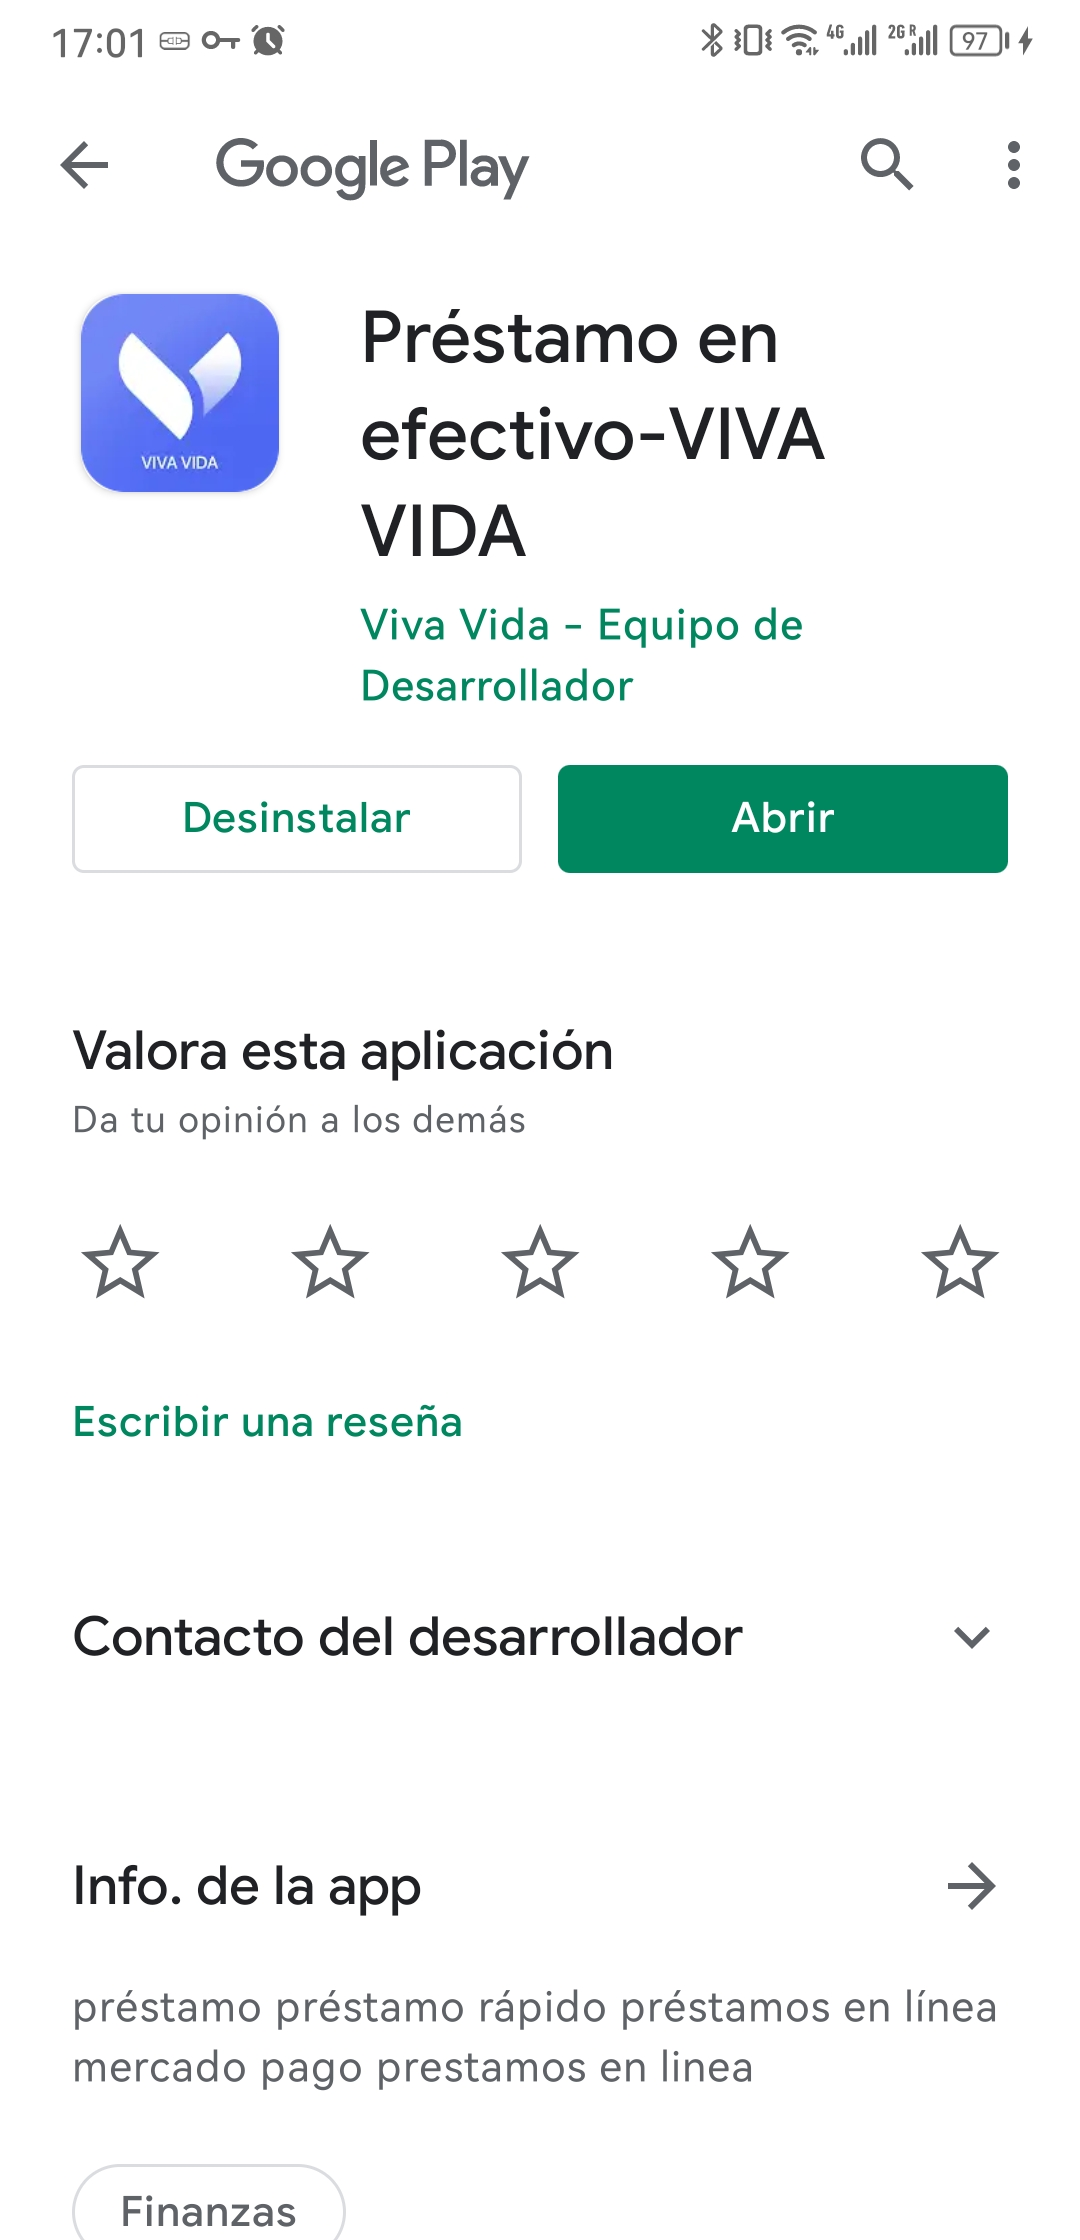 17:01
4G
2G R
97
Google Play
VIVA VIDA
Préstamo en
efectivo-VIVA
VIDA
Viva Vida - Equipo de
Desarrollador
Desinstalar
Abrir
Valora esta aplicación
Da tu opinión a los demás
Escribir una reseña
Contacto del desarrollador
Info. de la app
préstamo préstamo rápido préstamos en línea
mercado pago prestamos en linea
Finanzas